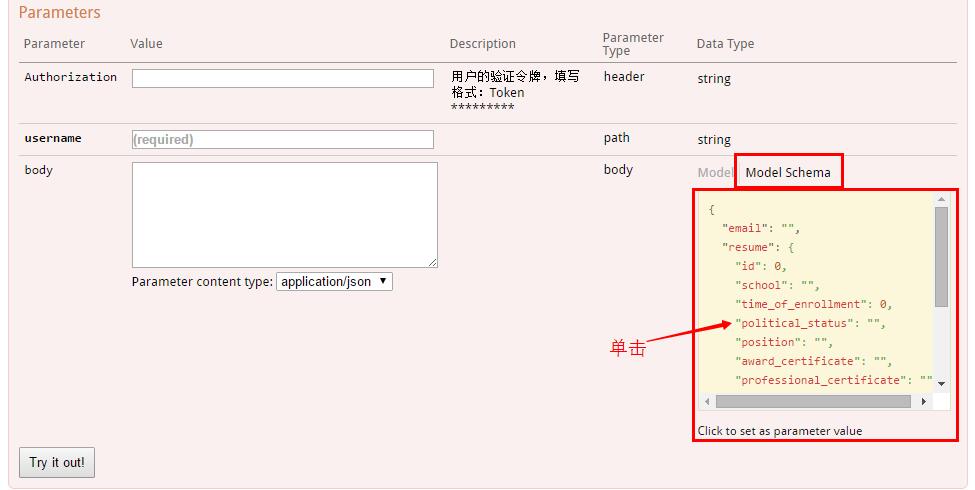 Parameters
Parameter Value Description Parameter Type Data Type
Authorization 用户的验证令牌，填写 header string
格式：Token
*********
username (required) path string
body body Model Model Schema
{
"email": "",
"resume": {
"id": 0,
"school": "",
"time_of_enrollment": 0,
"political_status": "",
"position": "",
"award_certificate": "",
"professional_certificate": ""
单击
Parameter content type: application/json
Click to set as parameter value
Try it out!